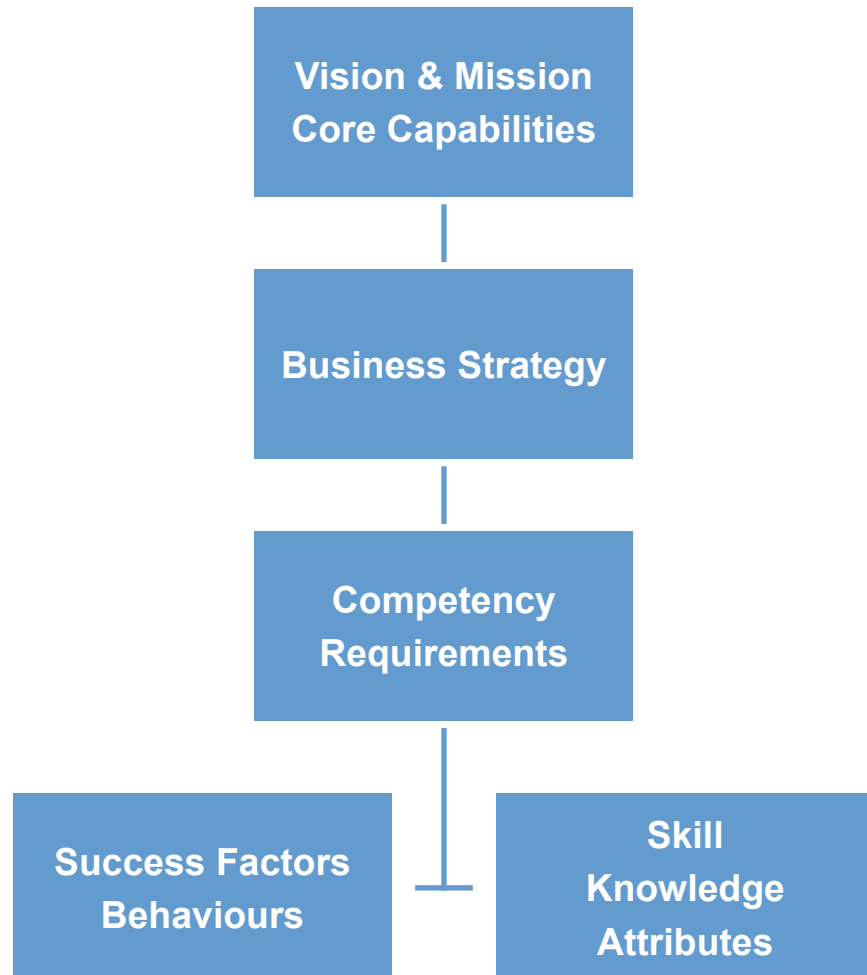 Vision & Mission
Core Capabilities
Business Strategy
Competency
Requirements
Success Factors
Behaviours
Skill
Knowledge
Attributes